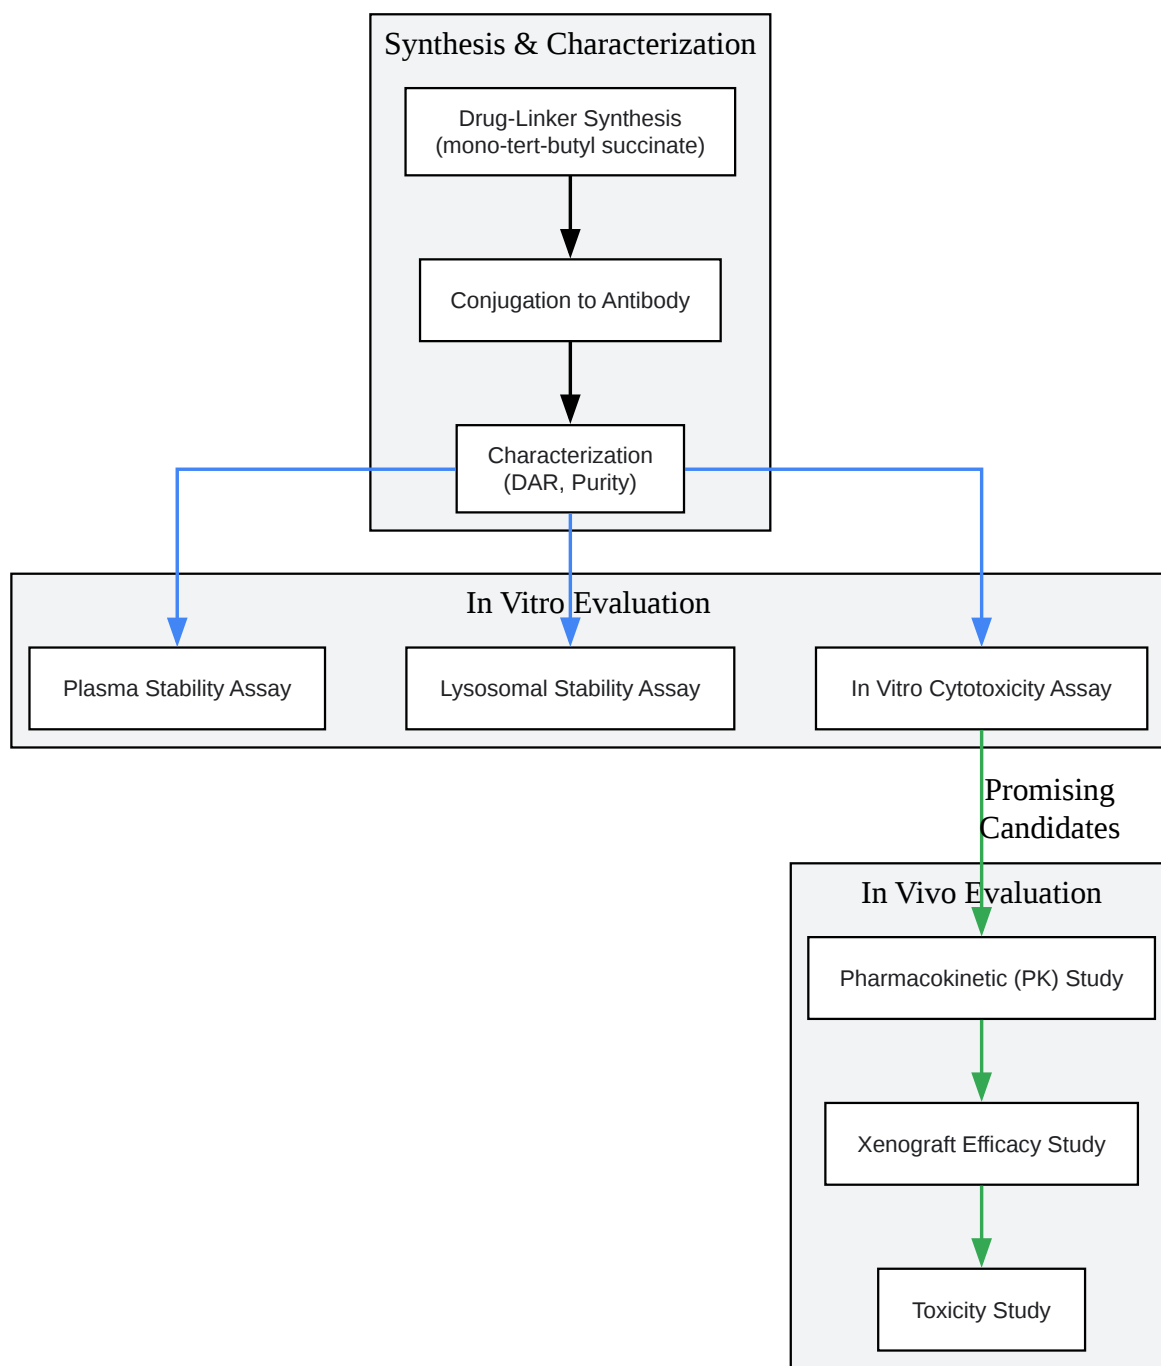 Synthesis & Characterization
Drug-Linker Synthesis
(mono-tert-butyl succinate)
Conjugation to Antibody
Characterization
(DAR, Purity)
In Vitro Evaluation
Plasma Stability Assay
Lysosomal Stability Assay
In Vitro Cytotoxicity Assay
Promising
Candidates
In Vivo Evaluation
Pharmacokinetic (PK) Study
Xenograft Efficacy Study
Toxicity Study